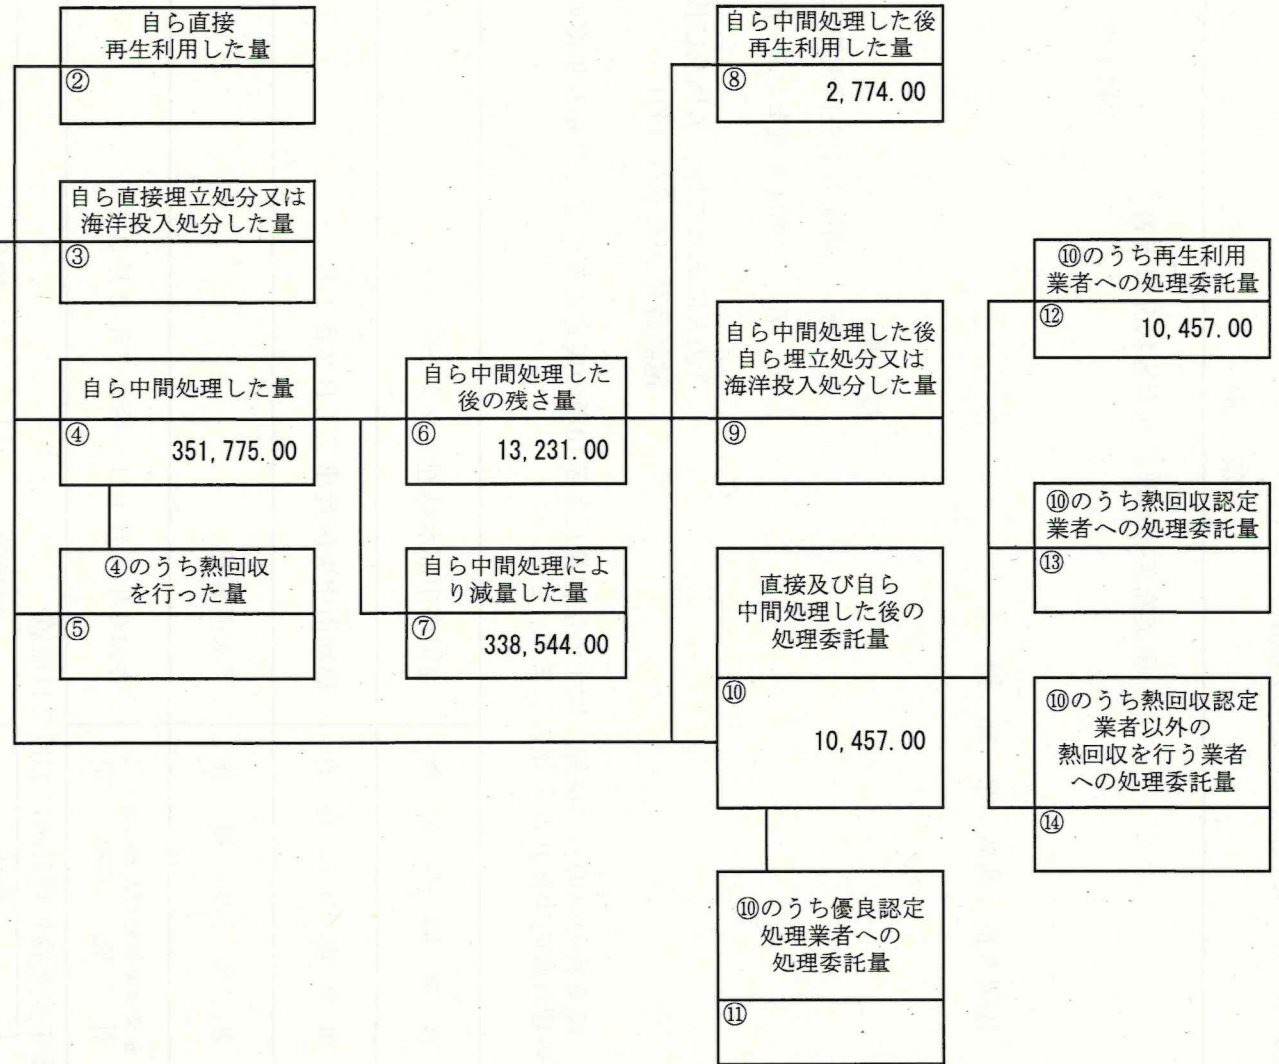 自ら直接
再生利用した量
②
自ら直接埋立処分又は
海洋投入処分した量
③
自ら中間処理した量
④
351,775.00
④のうち熱回収
を行った量
⑤
自ら中間処理した
後の残さ量
⑥
13,231.00
自ら中間処理によ
り減量した量
⑦
338,544.00
自ら中間処理した後
再生利用した量
⑧
2,774.00
自ら中間処理した後
自ら埋立処分又は
海洋投入処分した量
⑨
直接及び自ら
中間処理した後の
処理委託量
⑩
10,457.00
⑩のうち優良認定
処理業者への
処理委託量
⑪
⑩のうち再生利用
業者への処理委託量
⑫
10,457.00
⑩のうち熱回収認定
業者への処理委託量
⑬
⑩のうち熱回収認定
業者以外の
熱回収を行う業者
への処理委託量
⑭